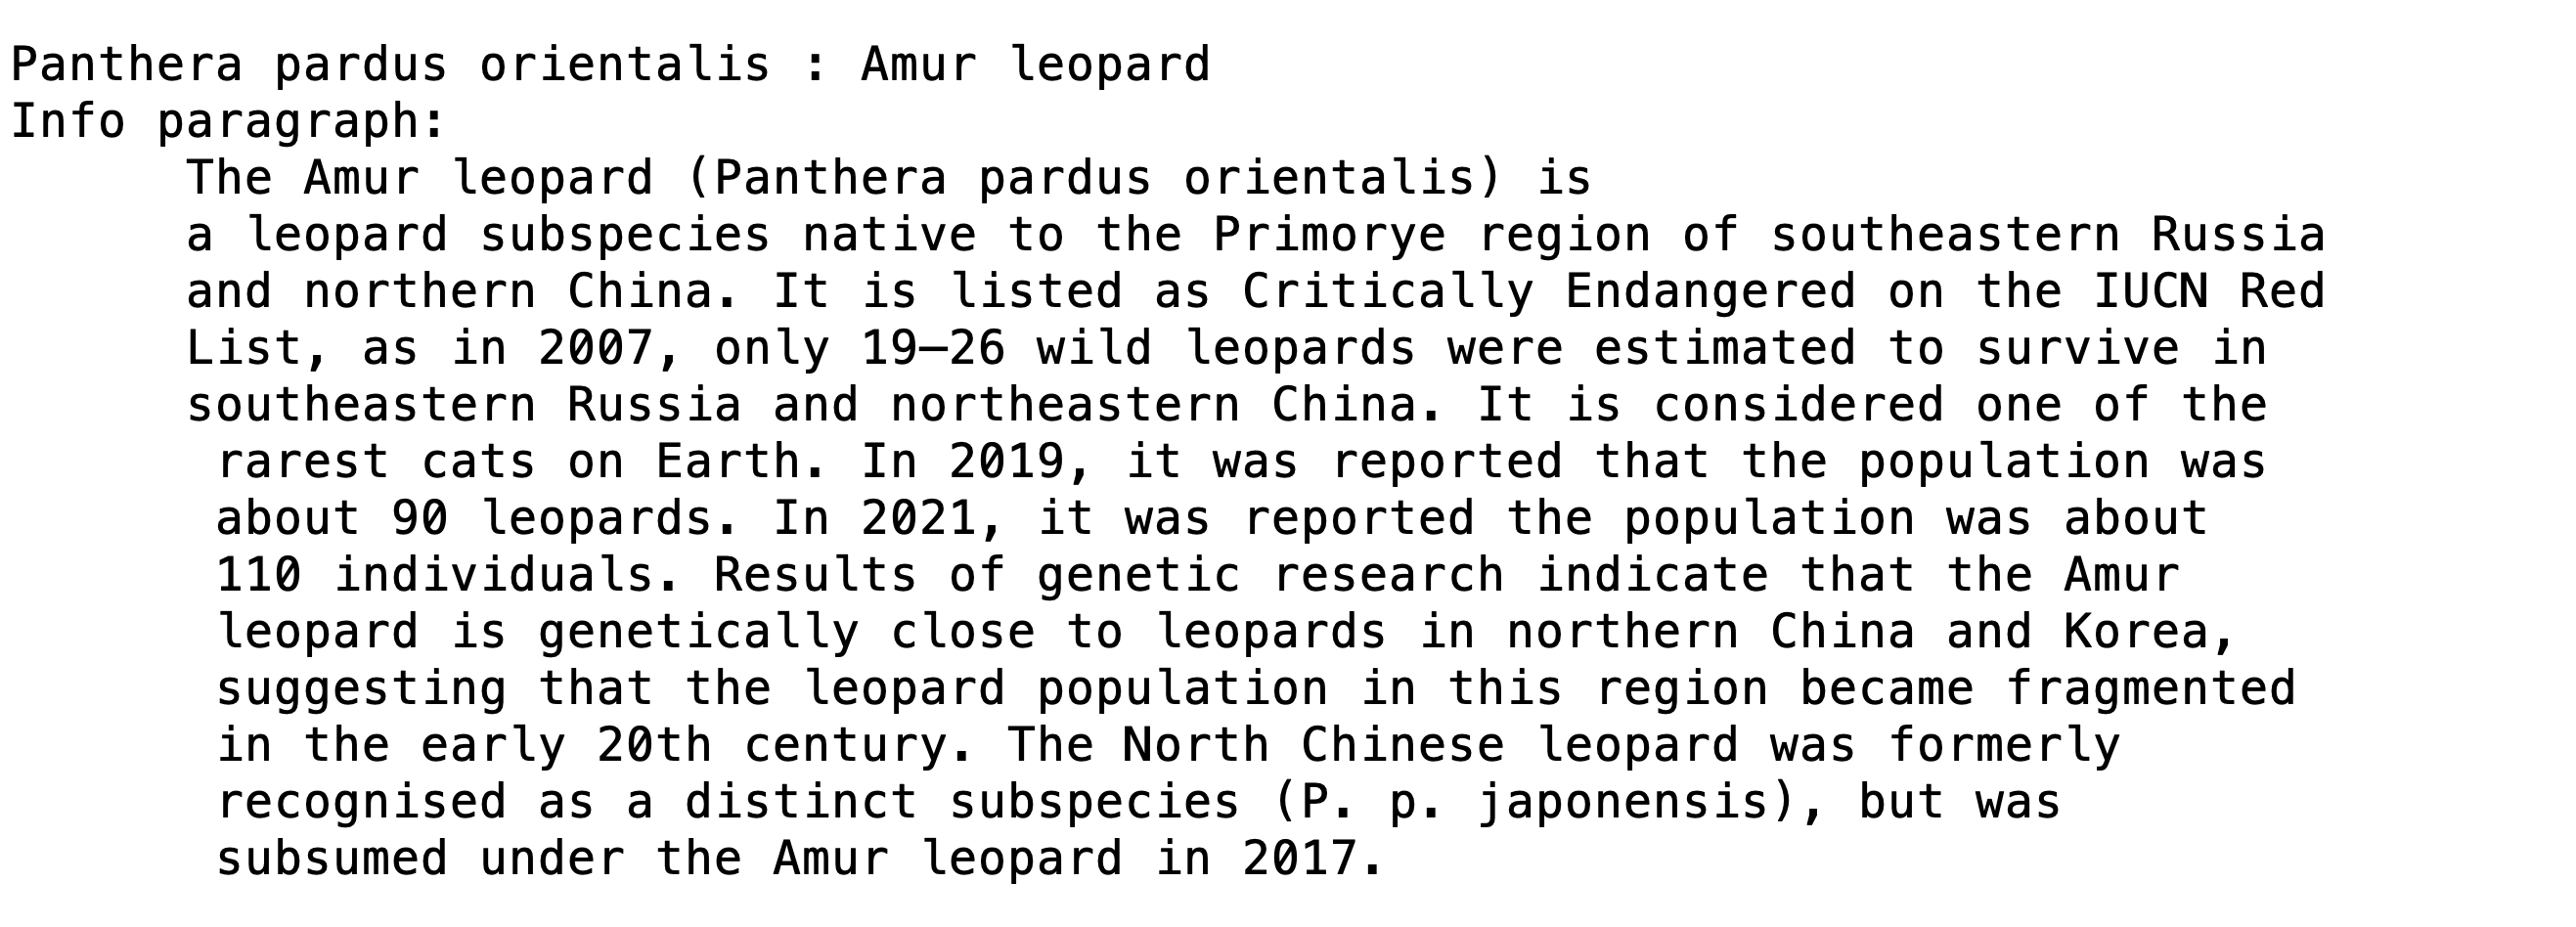 Panthera pardus orientalis : Amur leopard
Info paragraph:
The Amur leopard (Panthera pardus orientalis) is
a leopard subspecies native to the Primorye region of southeastern Russia
and northern China. It is listed as Critically Endangered on the IUCN Red
List, as in 2007, only 19–26 wild leopards were estimated to survive in
southeastern Russia and northeastern China. It is considered one of the
rarest cats on Earth. In 2019, it was reported that the population was
about 90 leopards. In 2021, it was reported the population was about
110 individuals. Results of genetic research indicate that the Amur
leopard is genetically close to leopards in northern China and Korea,
suggesting that the leopard population in this region became fragmented
in the early 20th century. The North Chinese leopard was formerly
recognised as a distinct subspecies (P. p. japonensis), but was
subsumed under the Amur leopard in 2017.